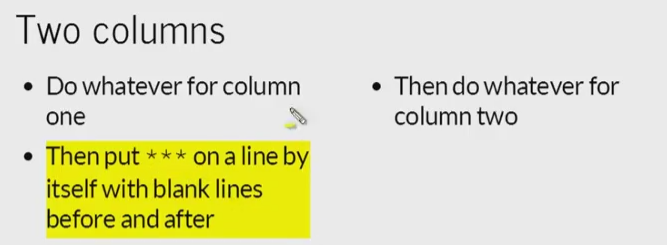 Two columns
• Do whatever for column
one
• Then put *** on a line by
itself with blank lines
before and after
• Then do whatever for
column two